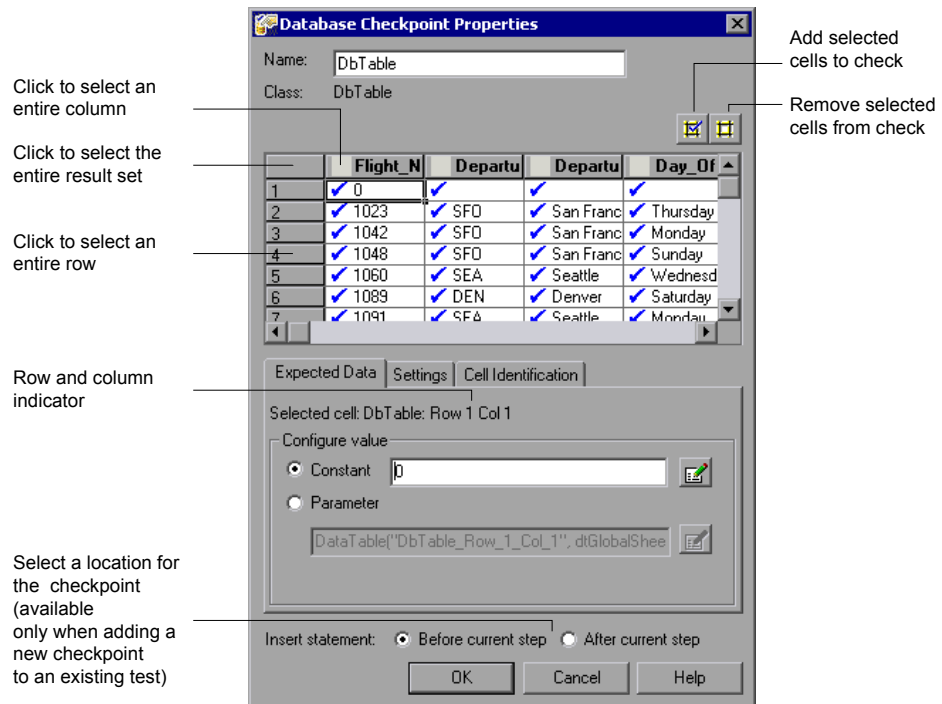 Database Checkpoint Properties
Name: DbTable
Class: DbTable
Add selected
cells to check
Remove selected
cells from check
Click to select an
entire column
Click to select the
entire result set
Click to select an
entire row
Flight_N Departu Departu Day_Of
1 0
2 1023 SFO San Franc Thursday
3 1042 SFO San Franc Monday
4 1048 SFO San Franc Sunday
5 1060 SEA Seattle Wednesd
6 1089 DEN Denver Saturday
7 1091 SEA Seattle Monday
Row and column
indicator
Expected Data Settings Cell Identification
Selected cell: DbTable: Row 1 Col 1
Configure value
Constant 0
Parameter
DataTable("DbTable_Row_1_Col_1", dtGlobalShee
Select a location for
the checkpoint
(available
only when adding a
new checkpoint
to an existing test)
Insert statement: Before current step After current step
OK Cancel Help